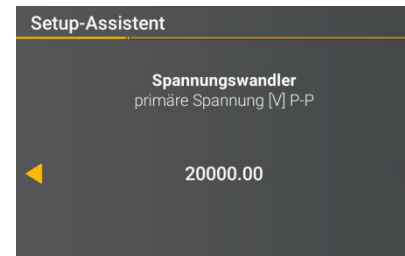 Setup-Assistent
Spannungswandler
primäre Spannung [V] P-P
20000.00